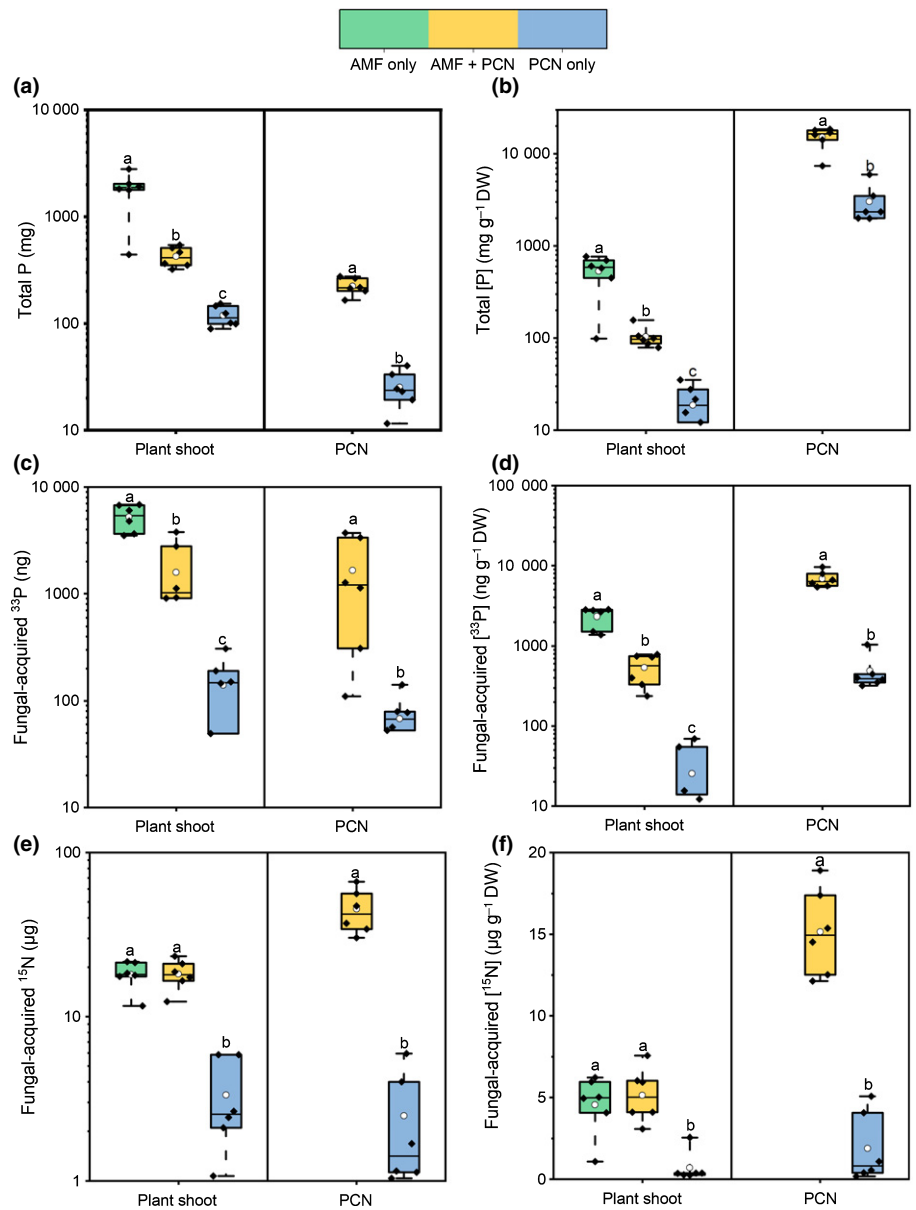 AMF only AMF + PCN PCN only
(a)
10 000
1000
100
10
Total P (mg)
a
b
c
a
b
Plant shoot PCN
(b)
10 000
1000
100
10
Total [P] (mg g⁻¹ DW)
a
b
c
a
b
Plant shoot PCN
(c)
10 000
1000
100
10
Fungal-acquired ³³P (ng)
a
b
c
a
b
Plant shoot PCN
(d)
100 000
10 000
1000
100
10
Fungal-acquired [³³P] (ng g⁻¹ DW)
a
b
c
a
b
Plant shoot PCN
(e)
100
10
1
Fungal-acquired ¹⁵N (µg)
a
a
b
a
b
Plant shoot PCN
(f)
20
15
10
5
0
Fungal-acquired [¹⁵N] (µg g⁻¹ DW)
a
a
b
a
b
Plant shoot PCN